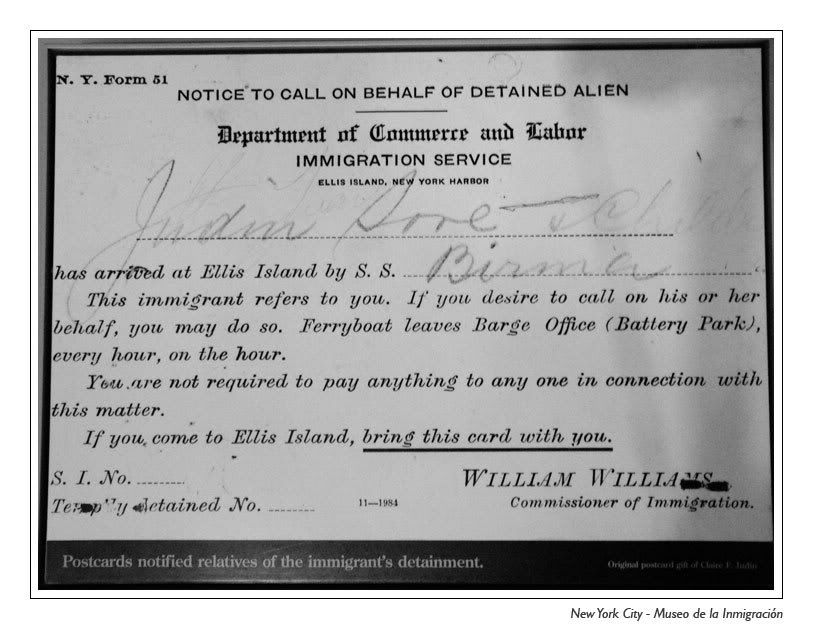 N. Y. Form 51
NOTICE TO CALL ON BEHALF OF DETAINED ALIEN
Department of Commerce and Labor
IMMIGRATION SERVICE
ELLIS ISLAND, NEW YORK HARBOR
Judin Sore
has arrived at Ellis Island by S. S. Birma
This immigrant refers to you. If you desire to call on his or her
behalf, you may do so. Ferryboat leaves Barge Office (Battery Park),
every hour, on the hour.
You are not required to pay anything to any one in connection with
this matter.
If you come to Ellis Island, bring this card with you.
S. I. No.
WILLIAM WILLIAMS
Temp'y detained No.
11—1984
Commissioner of Immigration.
Postcards notified relatives of the immigrant's detainment.
Original postcard gift of Claire F. Judin
New York City - Museo de la Inmigración